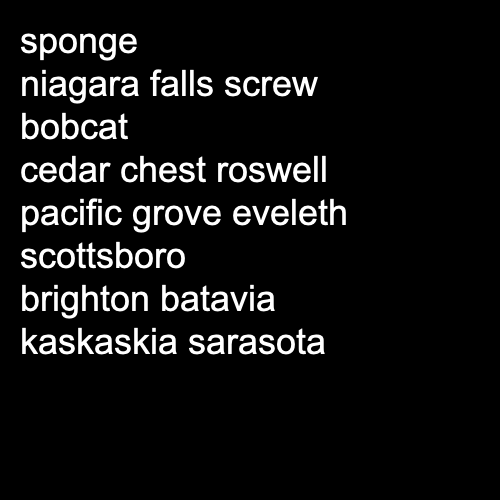 sponge
niagara falls screw
bobcat
cedar chest roswell
pacific grove eveleth
scottsboro
brighton batavia
kaskaskia sarasota